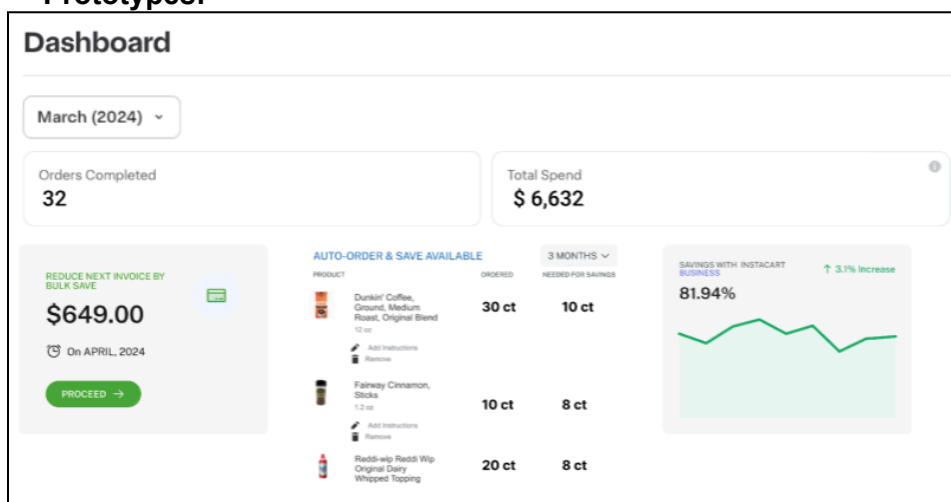 Prototypes:
Dashboard
March (2024)
Orders Completed
32
Total Spend
$ 6,632
REDUCE NEXT INVOICE BY
BULK SAVE
$649.00
On APRIL, 2024
PROCEED →
AUTO-ORDER & SAVE AVAILABLE
3 MONTHS
PRODUCT
ORDERED
NEEDED FOR SAVINGS
Dunkin' Coffee,
Ground, Medium
Roast, Original Blend
12 oz
30 ct
10 ct
Add Instructions
Remove
Fairway Cinnamon,
Sticks
1.2 oz
10 ct
8 ct
Add Instructions
Remove
Reddi-wip Reddi Wip
Original Dairy
Whipped Topping
20 ct
8 ct
SAVINGS WITH INSTACART
BUSINESS
↑ 3.1% Increase
81.94%